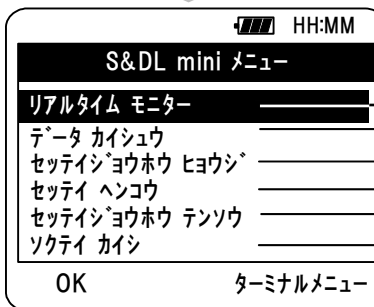 HH:MM
S&DL mini ﾒﾆｭｰ
ﾘｱﾙﾀｲﾑ ﾓﾆﾀｰ
ﾃﾞｰﾀ ｶｲｼｭｳ
ｾｯﾃｲｼﾞｮｳﾎｳ ﾋｮｳｼﾞ
ｾｯﾃｲ ﾍﾝｺｳ
ｾｯﾃｲｼﾞｮｳﾎｳ ﾃﾝｿｳ
ｿｸﾃｲ ｶｲｼ
OK ﾀｰﾐﾅﾙﾒﾆｭｰ